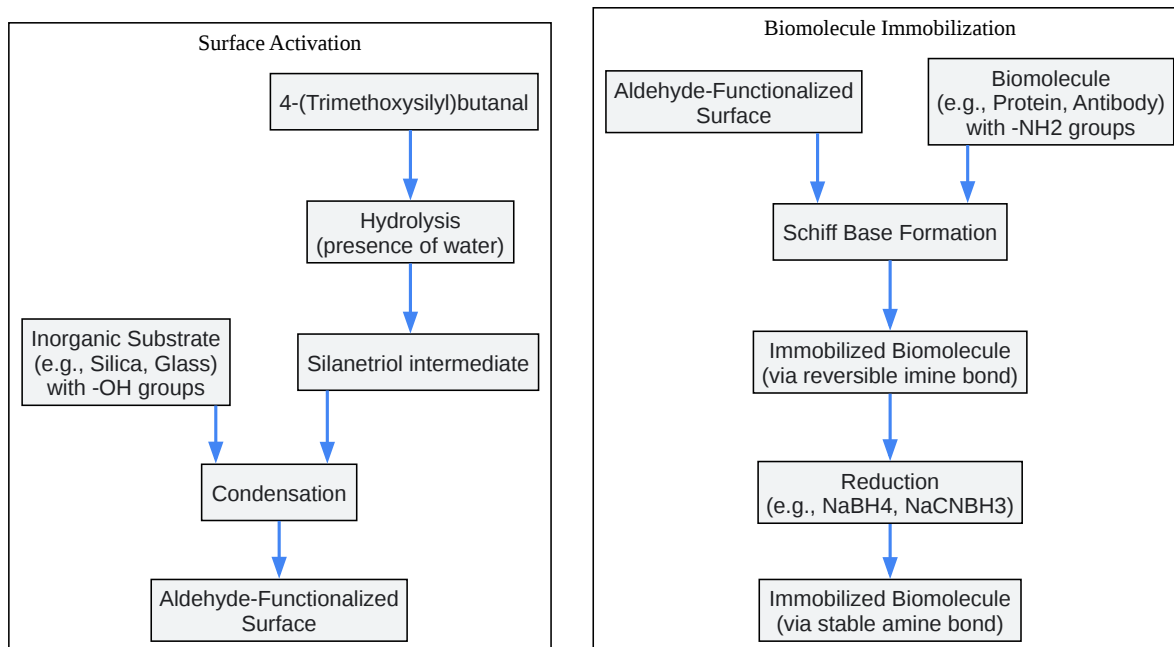 Surface Activation
4-(Trimethoxysilyl)butanal
Hydrolysis
(presence of water)
Inorganic Substrate
(e.g., Silica, Glass)
with -OH groups
Silanetriol intermediate
Condensation
Aldehyde-Functionalized
Surface
Biomolecule Immobilization
Aldehyde-Functionalized
Surface
Biomolecule
(e.g., Protein, Antibody)
with -NH2 groups
Schiff Base Formation
Immobilized Biomolecule
(via reversible imine bond)
Reduction
(e.g., NaBH4, NaCNBH3)
Immobilized Biomolecule
(via stable amine bond)